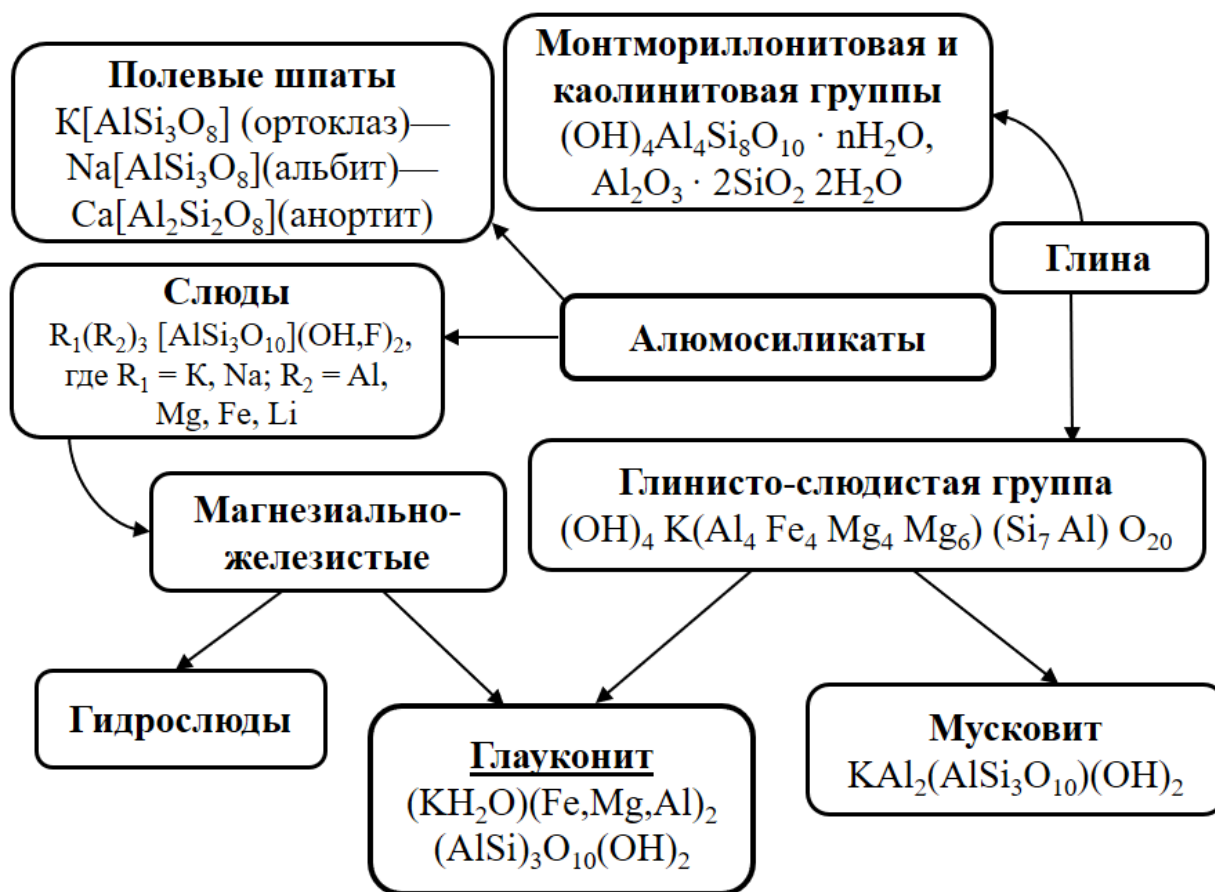 Полевые шпаты
K[AlSi₃O₈] (ортоклаз)—
Na[AlSi₃O₈](альбит)—
Ca[Al₂Si₂O₈](анортит)
Монтмориллонитовая и
каолинитовая группы
(OH)₄Al₄Si₈O₁₀ · nH₂O,
Al₂O₃ · 2SiO₂ 2H₂O
Глина
Слюды
R₁(R₂)₃ [AlSi₃O₁₀](OH,F)₂,
где R₁ = K, Na; R₂ = Al,
Mg, Fe, Li
Алюмосиликаты
Магнезиально-
железистые
Глинисто-слюдистая группа
(OH)₄ K(Al₄ Fe₄ Mg₄ Mg₆) (Si₇ Al) O₂₀
Гидрослюды
Глауконит
(KH₂O)(Fe,Mg,Al)₂
(AlSi)₃O₁₀(OH)₂
Мусковит
KAl₂(AlSi₃O₁₀)(OH)₂